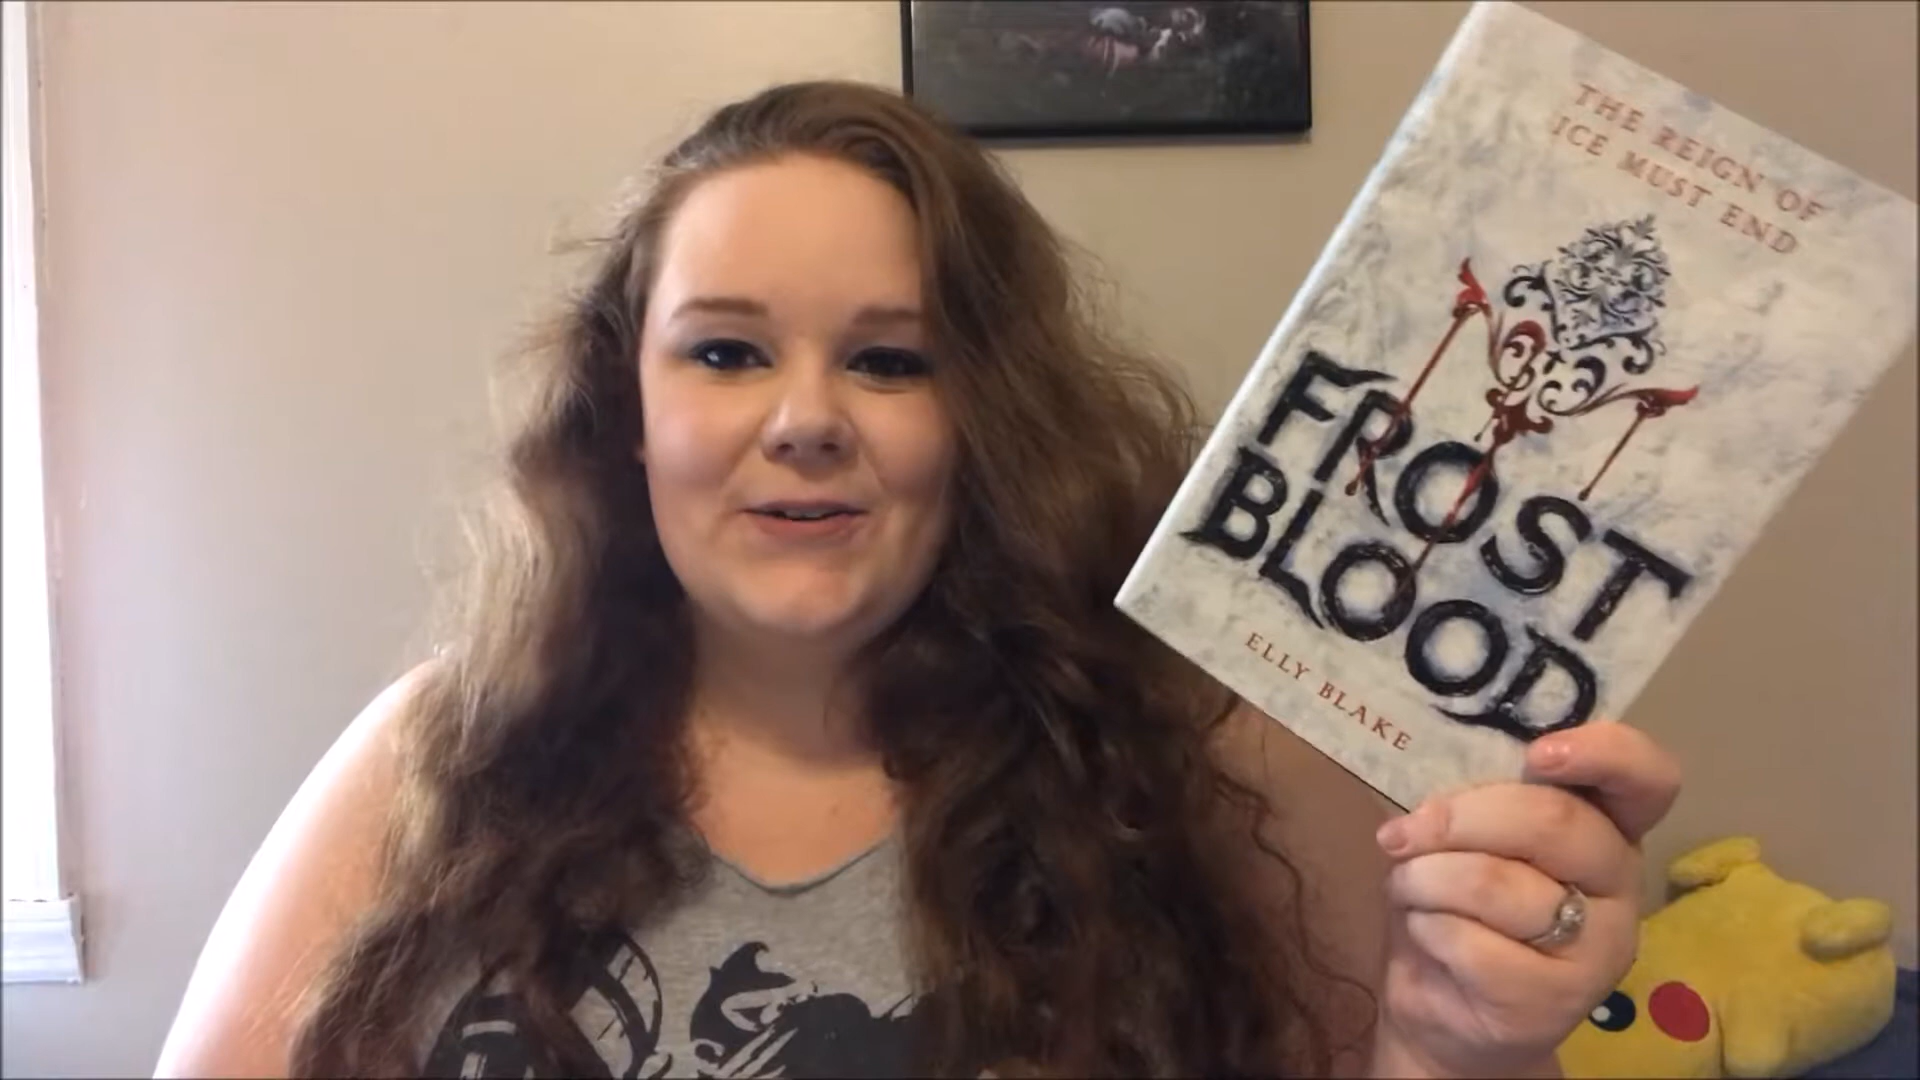 THE REIGN OF
ICE MUST END
FROST
BLOOD
ELLY BLAKE